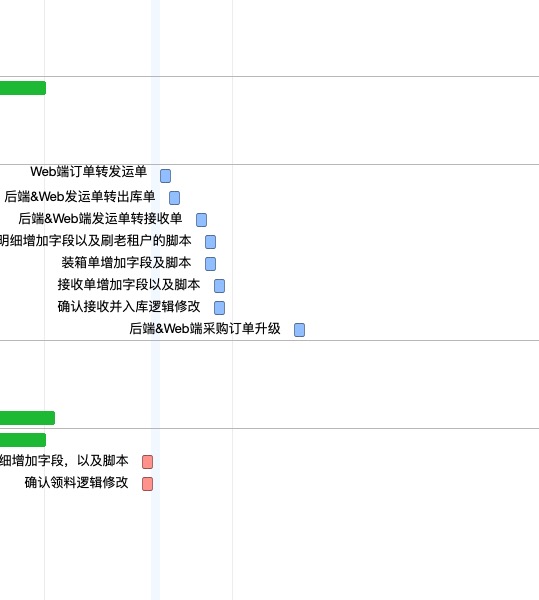 Web端订单转发运单
后端&Web发运单转出库单
后端&Web端发运单转接收单
明细增加字段以及刷老租户的脚本
装箱单增加字段及脚本
接收单增加字段以及脚本
确认接收并入库逻辑修改
后端&Web端采购订单升级
细增加字段，以及脚本
确认领料逻辑修改